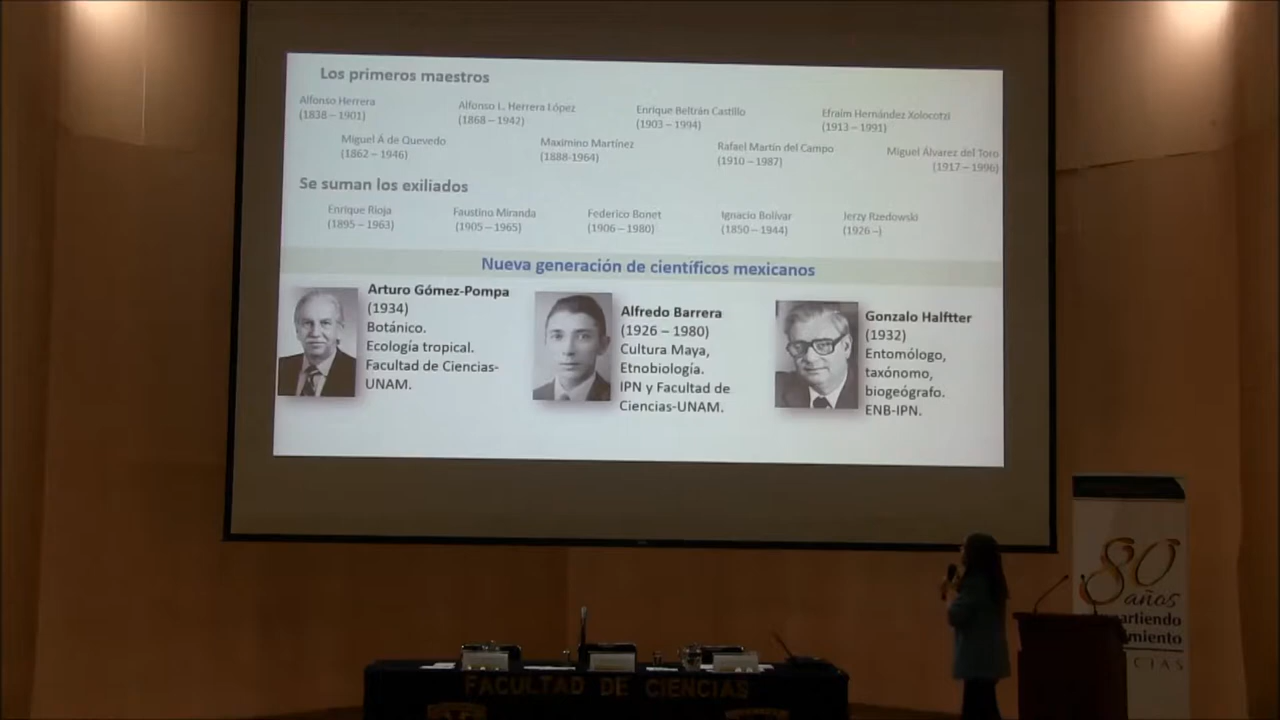 Los primeros maestros
Alfonso Herrera
(1838 – 1901)
Alfonso L. Herrera López
(1868 – 1942)
Enrique Beltrán Castillo
(1903 – 1994)
Efraim Hernández Xolocotzi
(1913 – 1991)
Miguel Á de Quevedo
(1862 – 1946)
Maximino Martínez
(1888-1964)
Rafael Martín del Campo
(1910 – 1987)
Miguel Álvarez del Toro
(1917 – 1996)
Se suman los exiliados
Enrique Rioja
(1895 – 1963)
Faustino Miranda
(1905 – 1965)
Federico Bonet
(1906 – 1980)
Ignacio Bolívar
(1850 – 1944)
Jerzy Rzedowski
(1926 –)
Nueva generación de científicos mexicanos
Arturo Gómez-Pompa
(1934)
Botánico.
Ecología tropical.
Facultad de Ciencias-
UNAM.
Alfredo Barrera
(1926 – 1980)
Cultura Maya,
Etnobiología.
IPN y Facultad de
Ciencias-UNAM.
Gonzalo Halftter
(1932)
Entomólogo,
taxónomo,
biogeógrafo.
ENB-IPN.
80
años
artiendo
miento
CIAS
FACULTAD DE CIENCIAS